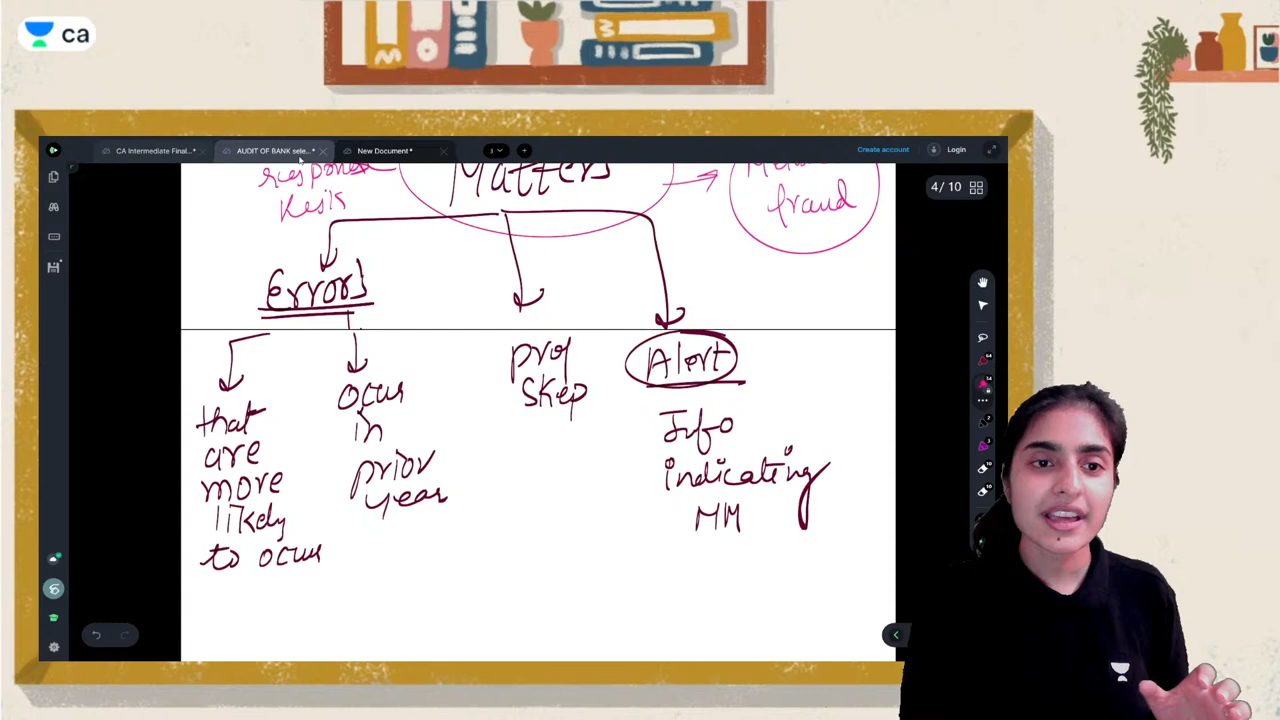 ca
CA Intermediate Final...*
AUDIT OF BANK sele...*
New Document*
3
Create account
Login
4/10
Matters
fraud
Errors
that
are
more
likely
to occur
occur
in
prior
year
prof
Skep
Alert
Info
indicating
MM